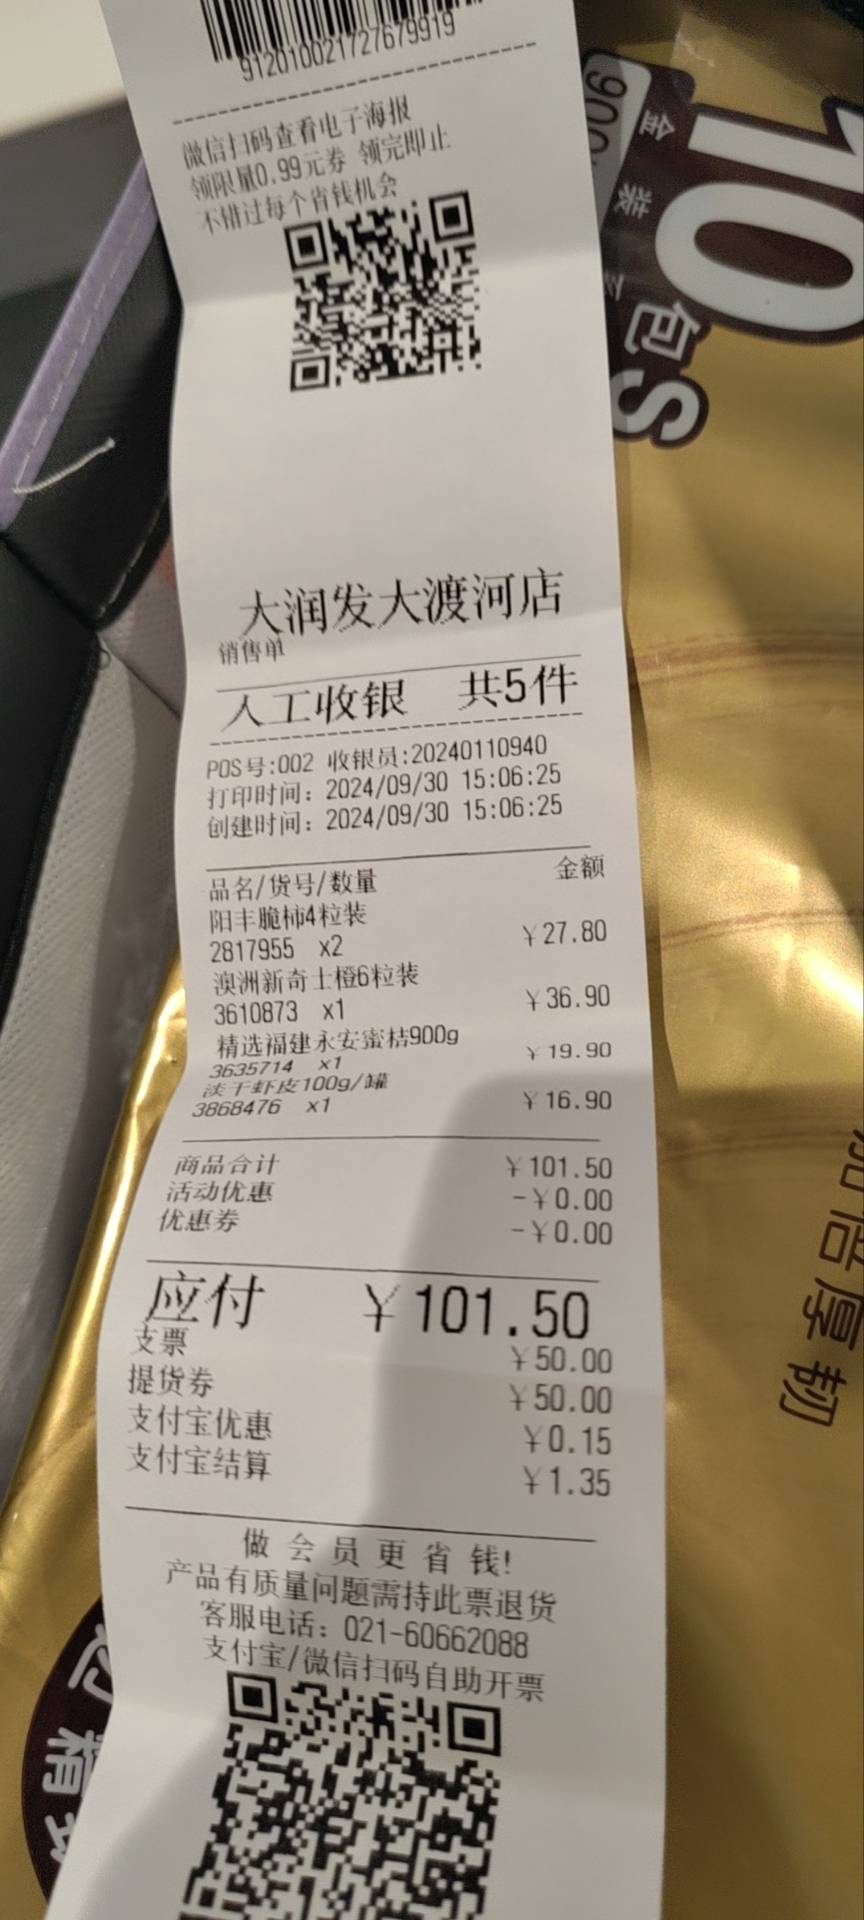 912010021727679919
微信扫码查看电子海报
领限量0.99元券 领完即止
不错过每个省钱机会
大润发大渡河店
销售单
人工收银 共5件
POS号:002 收银员:20240110940
打印时间: 2024/09/30 15:06:25
创建时间: 2024/09/30 15:06:25
品名/货号/数量 金额
阳丰脆柿4粒装
2817955 x2 ￥27.80
澳洲新奇士橙6粒装
3610873 x1 ￥36.90
精选福建永安蜜桔900g
3635714 x1 ￥19.90
淡干虾皮100g/罐
3868476 x1 ￥16.90
商品合计 ￥101.50
活动优惠 -￥0.00
优惠券 -￥0.00
应付 ￥101.50
支票 ￥50.00
提货券 ￥50.00
支付宝优惠 ￥0.15
支付宝结算 ￥1.35
做会员更省钱!
产品有质量问题需持此票退货
客服电话: 021-60662088
支付宝/微信扫码自助开票
900
金装
10
包S
加倍厚韧
精